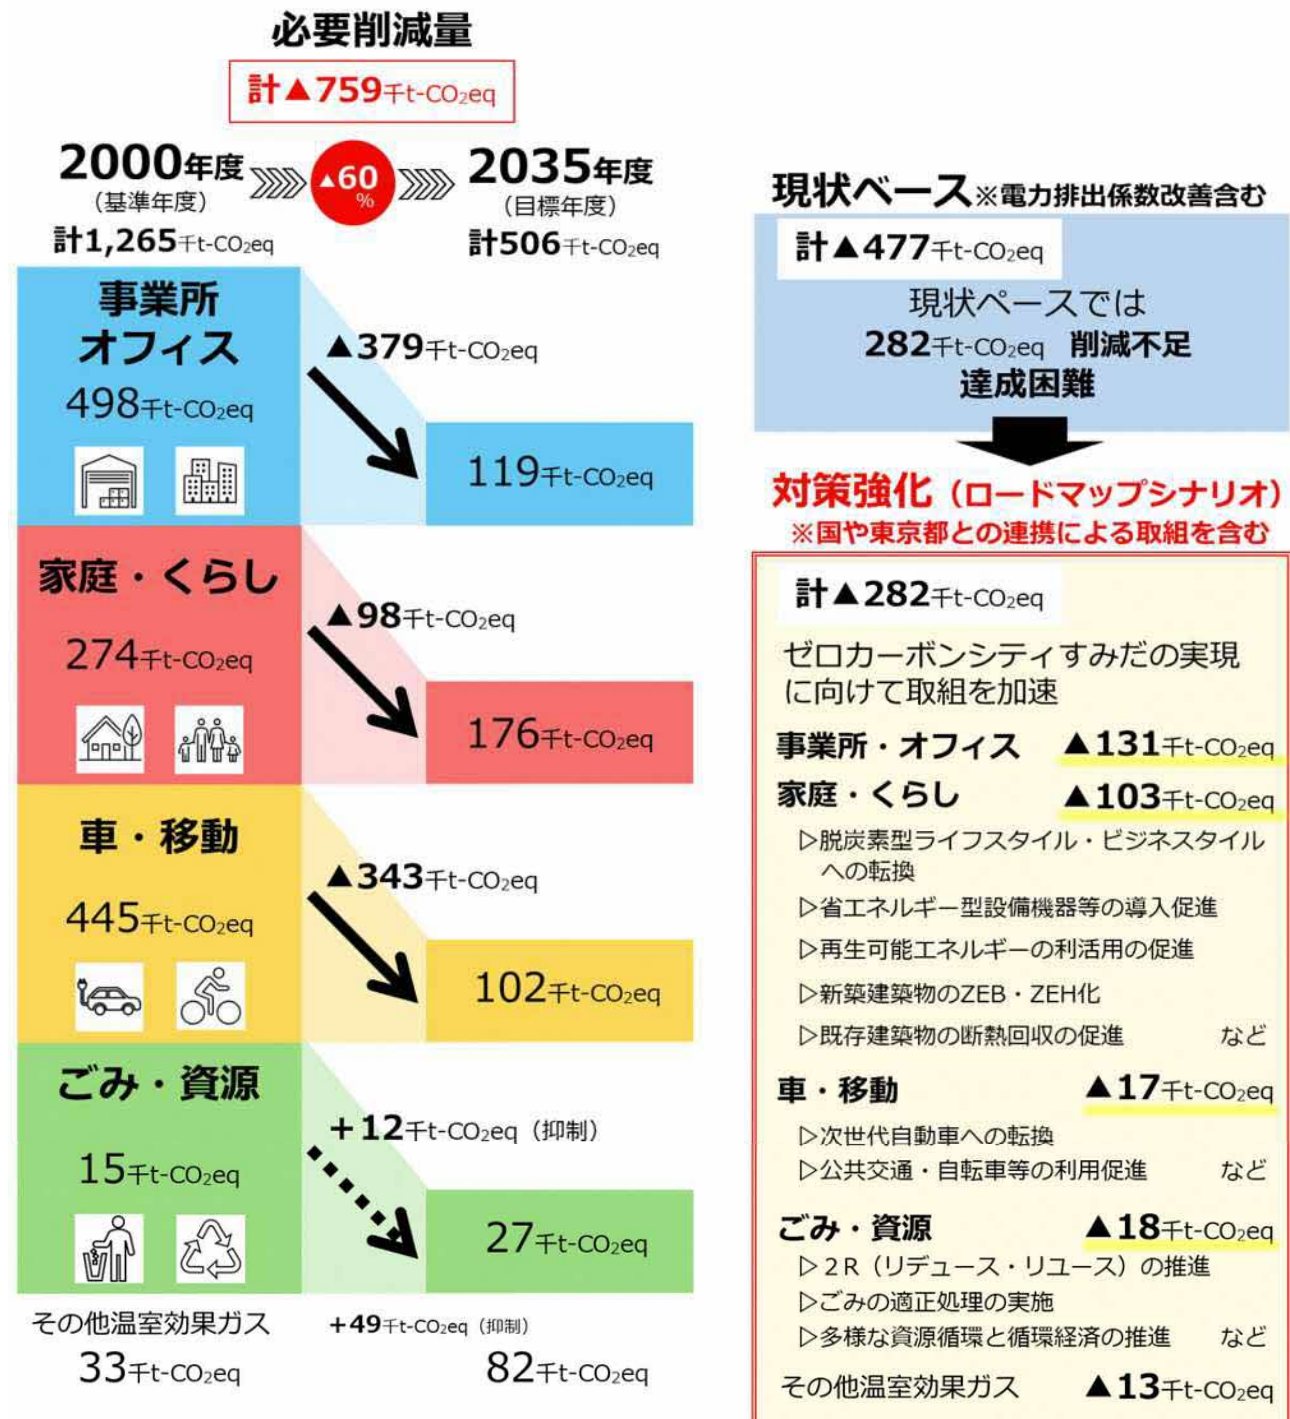 必要削減量
計▲759千t-CO₂eq
2000年度
(基準年度)
計1,265千t-CO₂eq
▲60
%
2035年度
(目標年度)
計506千t-CO₂eq
事業所
オフィス
498千t-CO₂eq
▲379千t-CO₂eq
119千t-CO₂eq
家庭・くらし
274千t-CO₂eq
▲98千t-CO₂eq
176千t-CO₂eq
車・移動
445千t-CO₂eq
▲343千t-CO₂eq
102千t-CO₂eq
ごみ・資源
15千t-CO₂eq
+12千t-CO₂eq（抑制）
27千t-CO₂eq
その他温室効果ガス
33千t-CO₂eq
+49千t-CO₂eq（抑制）
82千t-CO₂eq
現状ベース※電力排出係数改善含む
計▲477千t-CO₂eq
現状ペースでは
282千t-CO₂eq 削減不足
達成困難
対策強化（ロードマップシナリオ）
※国や東京都との連携による取組を含む
計▲282千t-CO₂eq
ゼロカーボンシティすみだの実現
に向けて取組を加速
事業所・オフィス ▲131千t-CO₂eq
家庭・くらし ▲103千t-CO₂eq
▷脱炭素型ライフスタイル・ビジネスタイル
への転換
▷省エネルギー型設備機器等の導入促進
▷再生可能エネルギーの利活用の促進
▷新築建築物のZEB・ZEH化
▷既存建築物の断熱回収の促進 など
車・移動 ▲17千t-CO₂eq
▷次世代自動車への転換
▷公共交通・自転車等の利用促進 など
ごみ・資源 ▲18千t-CO₂eq
▷２Ｒ（リデュース・リユース）の推進
▷ごみの適正処理の実施
▷多様な資源循環と循環経済の推進 など
その他温室効果ガス ▲13千t-CO₂eq